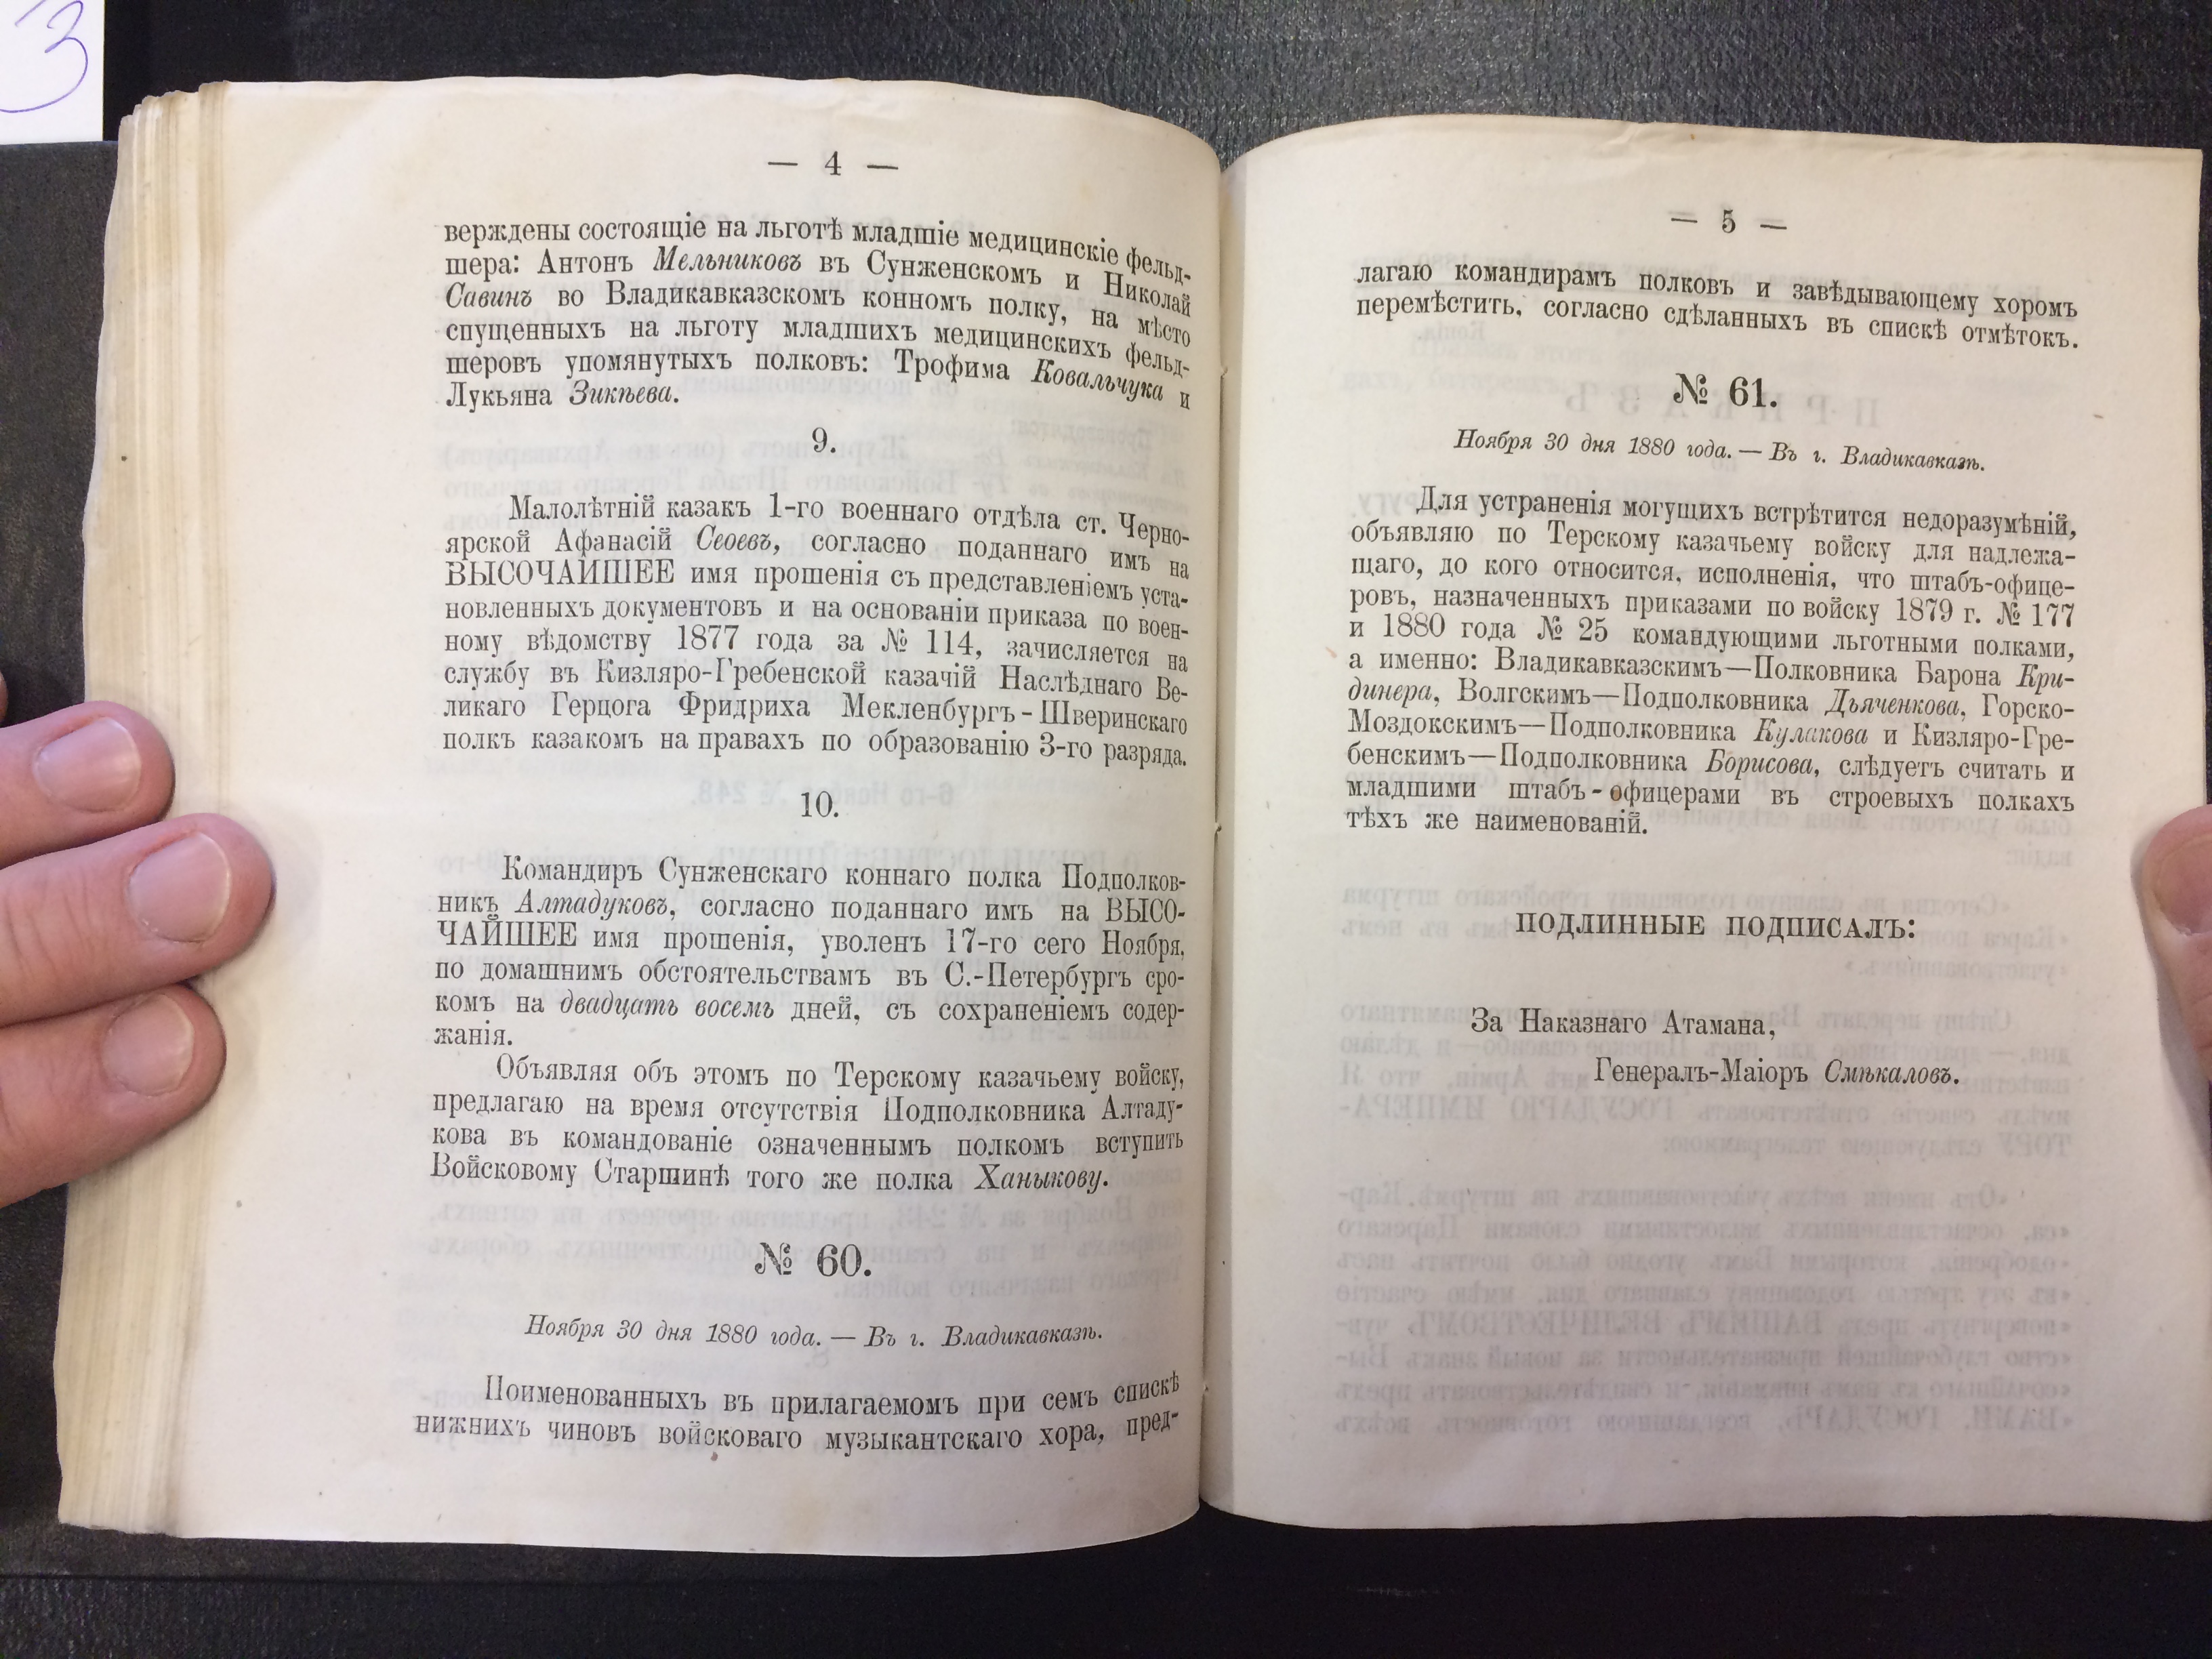 3
— 4 —
верждены состоящіе на льготѣ младшіе медицинскіе фельд-
шера: Антонъ Мельниковъ въ Сунженскомъ и Николай
Савинъ во Владикавказскомъ конномъ полку, на мѣсто
спущенныхъ на льготу младшихъ медицинскихъ фельд-
шеровъ упомянутыхъ полковъ: Трофима Ковальчука и
Лукьяна Зикѣева.
9.
Малолѣтній казакъ 1-го военнаго отдѣла ст. Черно-
ярской Афанасій Сеоевъ, согласно поданнаго имъ на
ВЫСОЧАЙШЕЕ имя прошенія съ представленіемъ уста-
новленныхъ документовъ и на основаніи приказа по воен-
ному вѣдомству 1877 года за № 114, зачисляется на
службу въ Кизляро-Гребенской казачій Наслѣднаго Ве-
ликаго Герцога Фридриха Мекленбургъ-Шверинскаго
полкъ казакомъ на правахъ по образованію 3-го разряда.
10.
Командиръ Сунженскаго коннаго полка Подполков-
никъ Алтадуковъ, согласно поданнаго имъ на ВЫСО-
ЧАЙШЕЕ имя прошенія, уволенъ 17-го сего Ноября,
по домашнимъ обстоятельствамъ въ С.-Петербургъ сро-
комъ на двадцать восемь дней, съ сохраненіемъ содер-
жанія.
Объявляя объ этомъ по Терскому казачьему войску,
предлагаю на время отсутствія Подполковника Алтаду-
кова въ командованіе означеннымъ полкомъ вступить
Войсковому Старшинѣ того же полка Ханыкову.
№ 60.
Ноября 30 дня 1880 года. — Въ г. Владикавказѣ.
Поименованныхъ въ прилагаемомъ при семъ спискѣ
нижнихъ чиновъ войсковаго музыкантскаго хора, пред-
— 5 —
лагаю командирамъ полковъ и завѣдывающему хоромъ
перемѣстить, согласно сдѣланныхъ въ спискѣ отмѣтокъ.
№ 61.
Ноября 30 дня 1880 года. — Въ г. Владикавказѣ.
Для устраненія могущихъ встрѣтится недоразумѣній,
объявляю по Терскому казачьему войску для надлежа-
щаго, до кого относится, исполненія, что штабъ-офице-
ровъ, назначенныхъ приказами по войску 1879 г. № 177
и 1880 года № 25 командующими льготными полками,
а именно: Владикавказскимъ—Полковника Барона Кри-
динера, Волгскимъ—Подполковника Дьяченкова, Горско-
Моздокскимъ—Подполковника Кулакова и Кизляро-Гре-
бенскимъ—Подполковника Борисова, слѣдуетъ считать и
младшими штабъ-офицерами въ строевыхъ полкахъ
тѣхъ же наименованій.
ПОДЛИННЫЕ ПОДПИСАЛЪ:
За Наказнаго Атамана,
Генералъ-Маіоръ Смѣкаловъ.